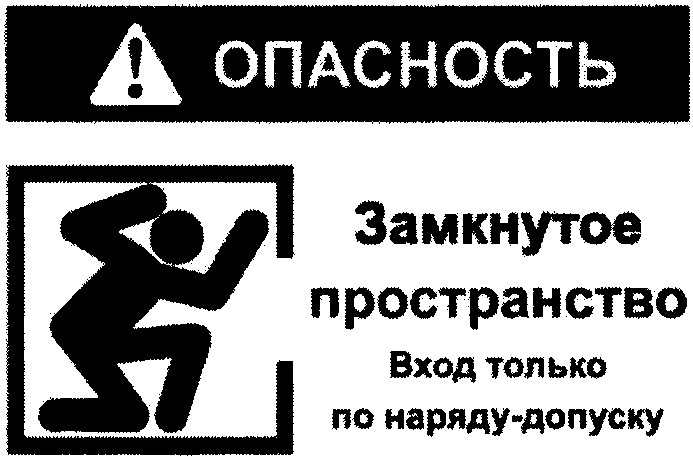 ОПАСНОСТЬ
Замкнутое
пространство
Вход только
по наряду-допуску